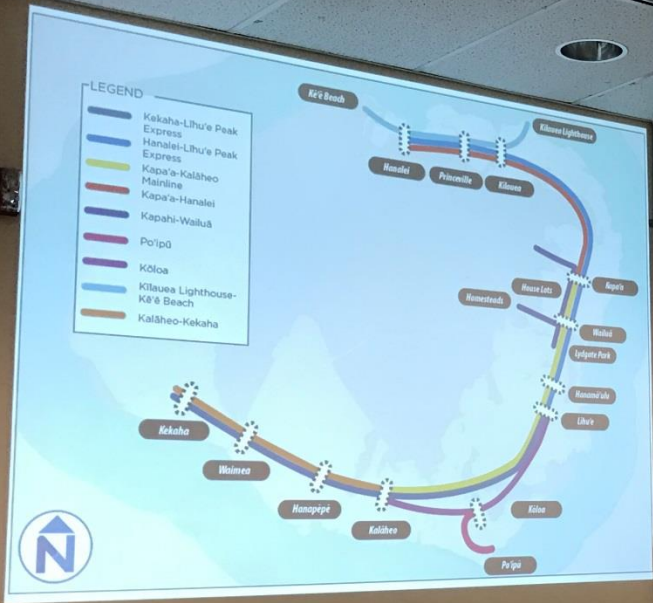 LEGEND
Kekaha-Līhu'e Peak
Express
Hanalei-Līhu'e Peak
Express
Kapa'a-Kalāheo
Mainline
Kapa'a-Hanalei
Kapahi-Wailuā
Po'ipū
Kōloa
Kīlauea Lighthouse-
Kē'ē Beach
Kalāheo-Kekaha
Kē'ē Beach
Kilauea Lighthouse
Hanalei
Princeville
Kilauea
House Lots
Kapa'a
Homesteads
Wailuā
Lydgate Park
Hanamā'ulu
Līhu'e
Kekaha
Waimea
Hanapēpē
Kalāheo
Kōloa
Po'ipū
N